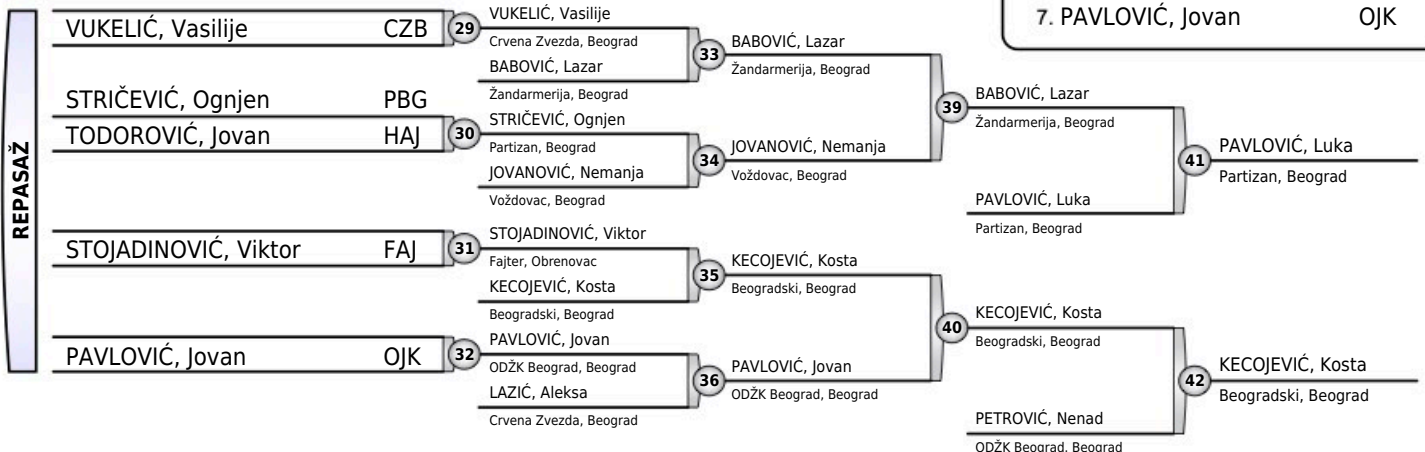 7. PAVLOVIĆ, Jovan OJK
REPASAŽ
VUKELIĆ, Vasilije CZB
STRIČEVIĆ, Ognjen PBG
TODOROVIĆ, Jovan HAJ
STOJADINOVIĆ, Viktor FAJ
PAVLOVIĆ, Jovan OJK
29
30
31
32
VUKELIĆ, Vasilije
Crvena Zvezda, Beograd
BABOVIĆ, Lazar
Žandarmerija, Beograd
STRIČEVIĆ, Ognjen
Partizan, Beograd
JOVANOVIĆ, Nemanja
Voždovac, Beograd
STOJADINOVIĆ, Viktor
Fajter, Obrenovac
KECOJEVIĆ, Kosta
Beogradski, Beograd
PAVLOVIĆ, Jovan
ODŽK Beograd, Beograd
LAZIĆ, Aleksa
Crvena Zvezda, Beograd
33
34
35
36
BABOVIĆ, Lazar
Žandarmerija, Beograd
JOVANOVIĆ, Nemanja
Voždovac, Beograd
KECOJEVIĆ, Kosta
Beogradski, Beograd
PAVLOVIĆ, Jovan
ODŽK Beograd, Beograd
39
40
BABOVIĆ, Lazar
Žandarmerija, Beograd
PAVLOVIĆ, Luka
Partizan, Beograd
KECOJEVIĆ, Kosta
Beogradski, Beograd
PETROVIĆ, Nenad
ODŽK Beograd, Beograd
41
42
PAVLOVIĆ, Luka
Partizan, Beograd
KECOJEVIĆ, Kosta
Beogradski, Beograd